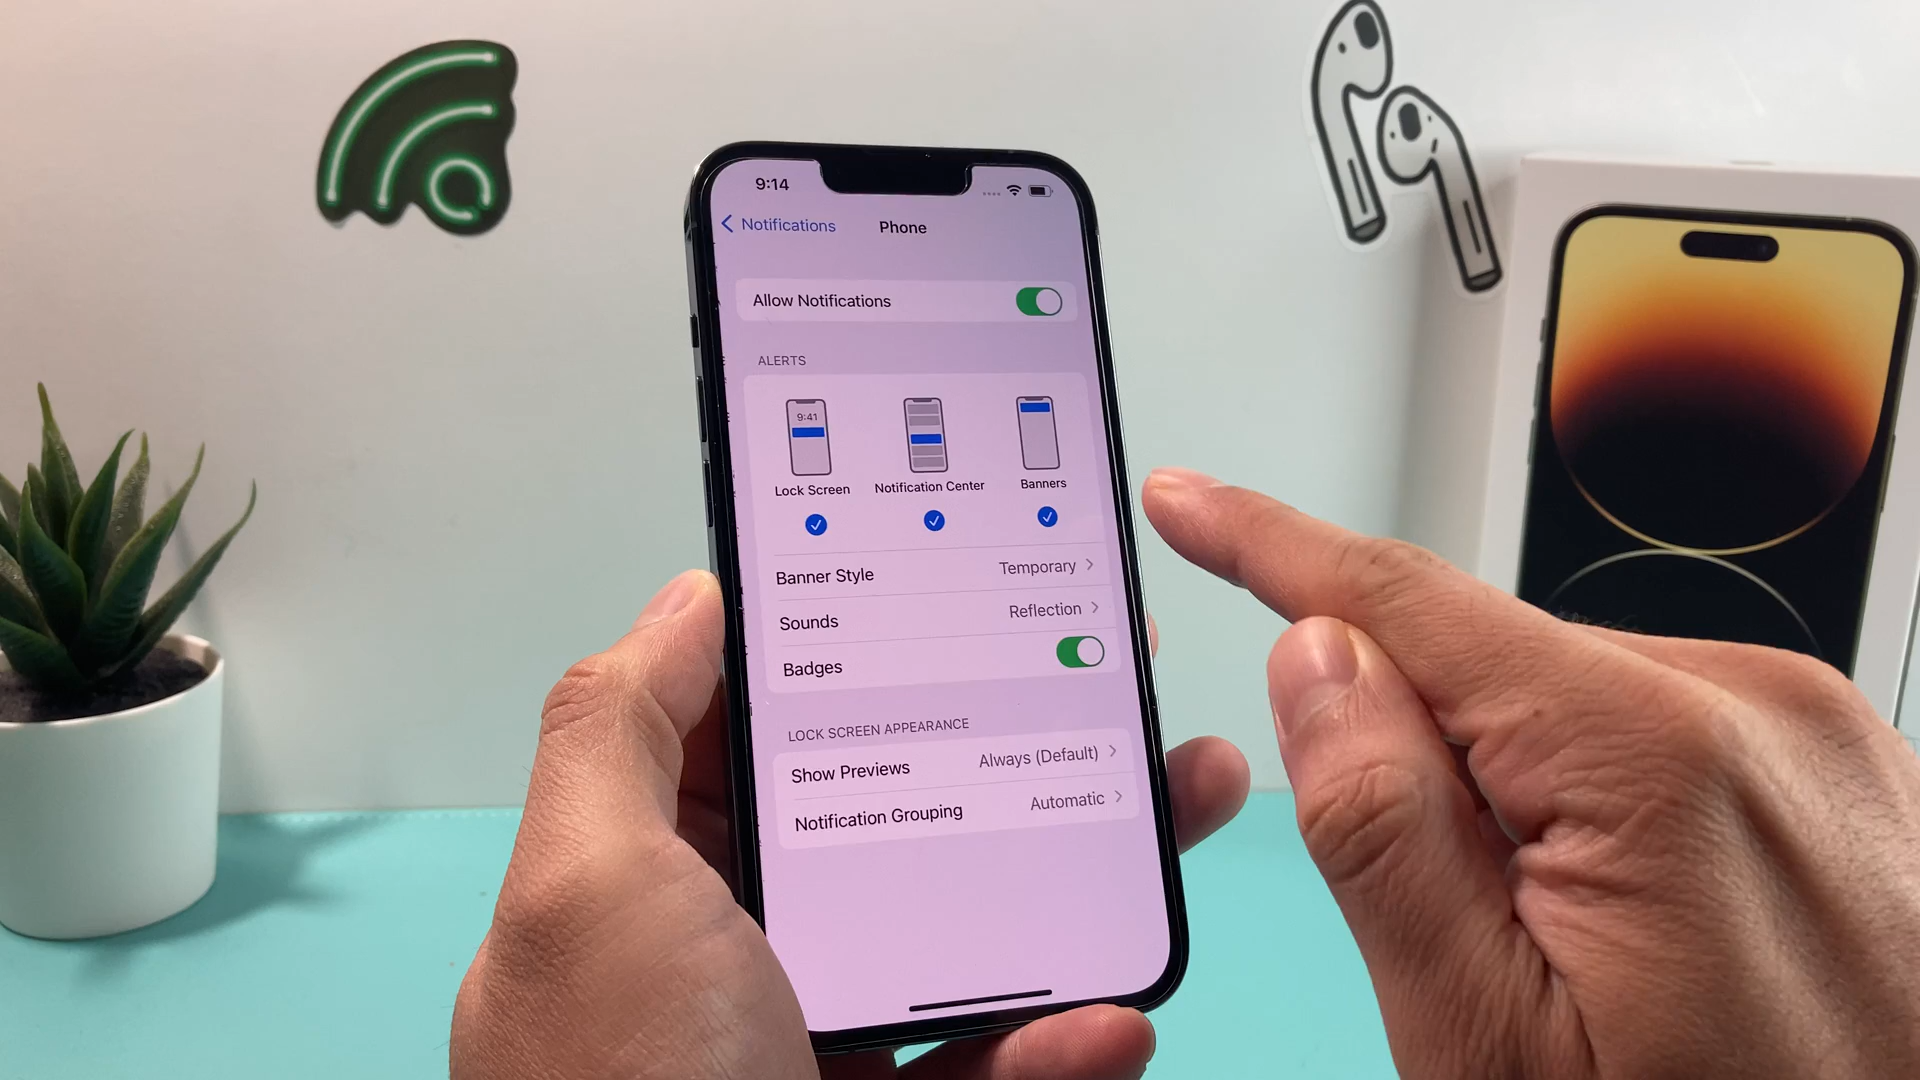 9:14
Notifications Phone
Allow Notifications
ALERTS
9:41
Lock Screen Notification Center Banners
Banner Style Temporary
Sounds Reflection
Badges
LOCK SCREEN APPEARANCE
Show Previews Always (Default)
Notification Grouping Automatic